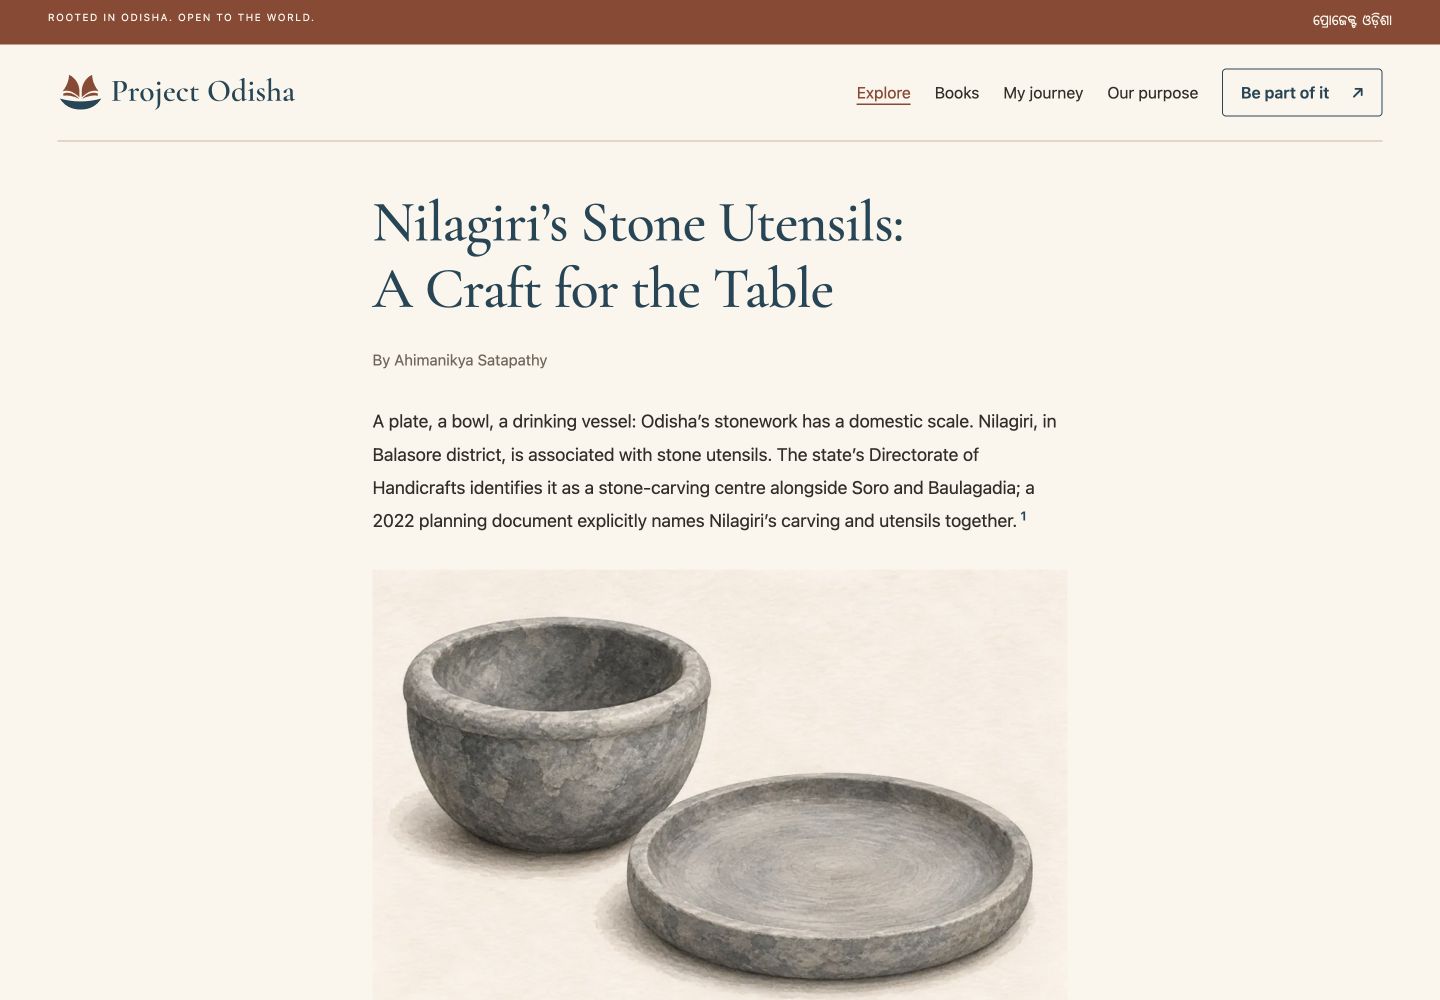 ROOTED IN ODISHA. OPEN TO THE WORLD.
ପ୍ରୋଜେକ୍ଟ ଓଡ଼ିଶା
Project Odisha
Explore
Books
My journey
Our purpose
Be part of it
Nilagiri’s Stone Utensils:
A Craft for the Table
By Ahimanikya Satapathy
A plate, a bowl, a drinking vessel: Odisha’s stonework has a domestic scale. Nilagiri, in
Balasore district, is associated with stone utensils. The state’s Directorate of
Handicrafts identifies it as a stone-carving centre alongside Soro and Baulagadia; a
2022 planning document explicitly names Nilagiri’s carving and utensils together. 1